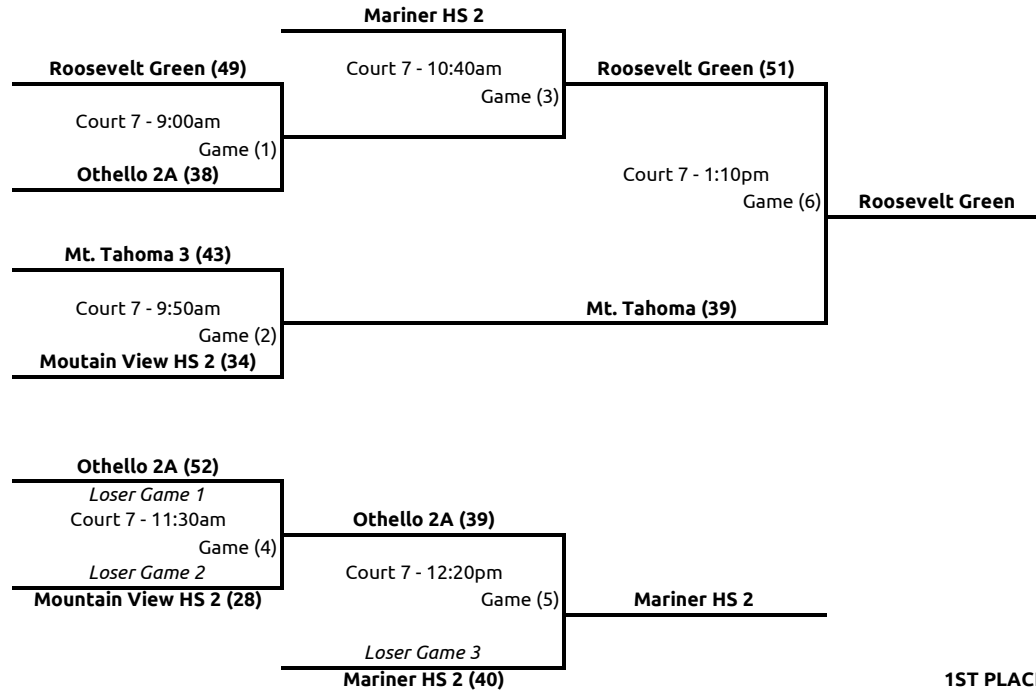 Mariner HS 2
Roosevelt Green (49)
Court 7 - 10:40am
Roosevelt Green (51)
Game (3)
Court 7 - 9:00am
Game (1)
Othello 2A (38)
Court 7 - 1:10pm
Game (6)
Roosevelt Green
Mt. Tahoma 3 (43)
Court 7 - 9:50am
Mt. Tahoma (39)
Game (2)
Moutain View HS 2 (34)
Othello 2A (52)
Loser Game 1
Court 7 - 11:30am
Othello 2A (39)
Game (4)
Loser Game 2
Court 7 - 12:20pm
Mountain View HS 2 (28)
Game (5)
Mariner HS 2
Loser Game 3
Mariner HS 2 (40)
1ST PLAC